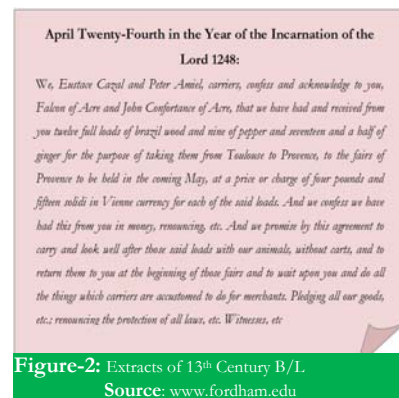 April Twenty-Fourth in the Year of the Incarnation of the
Lord 1248:
We, Eustace Cazal and Peter Amiel, carriers, confess and acknowledge to you,
Falcon of Acre and John Confortance of Acre, that we have had and received from
you twelve full loads of brazil wood and nine of pepper and seventeen and a half of
ginger for the purpose of taking them from Toulouse to Provence, to the fairs of
Provence to be held in the coming May, at a price or charge of four pounds and
fifteen solidi in Vienne currency for each of the said loads. And we confess we have
had this from you in money, renouncing, etc. And we promise by this agreement to
carry and look well after those said loads with our animals, without carts, and to
return them to you at the beginning of those fairs and to wait upon you and do all
the things which carriers are accustomed to do for merchants. Pledging all our goods,
etc.; renouncing the protection of all laws, etc. Witnesses, etc
Figure-2: Extracts of 13th Century B/L
Source: www.fordham.edu